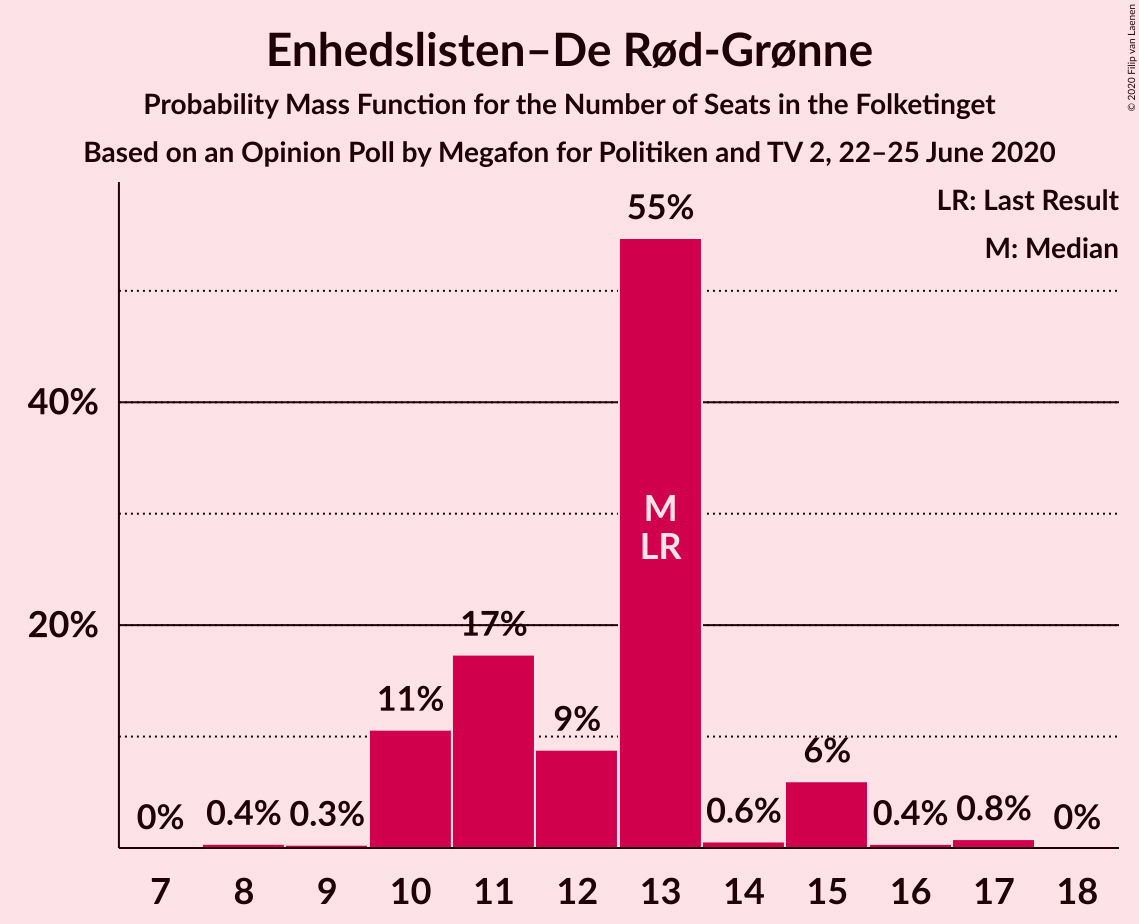 Enhedslisten–De Rød-Grønne
Probability Mass Function for the Number of Seats in the Folketinget
Based on an Opinion Poll by Megafon for Politiken and TV 2, 22–25 June 2020
© 2020 Filip van Laenen
LR: Last Result
M: Median
55%
40%
M
LR
20%
17%
11%
9%
6%
0% 0.4% 0.3% 0.6% 0.4% 0.8% 0%
7 8 9 10 11 12 13 14 15 16 17 18